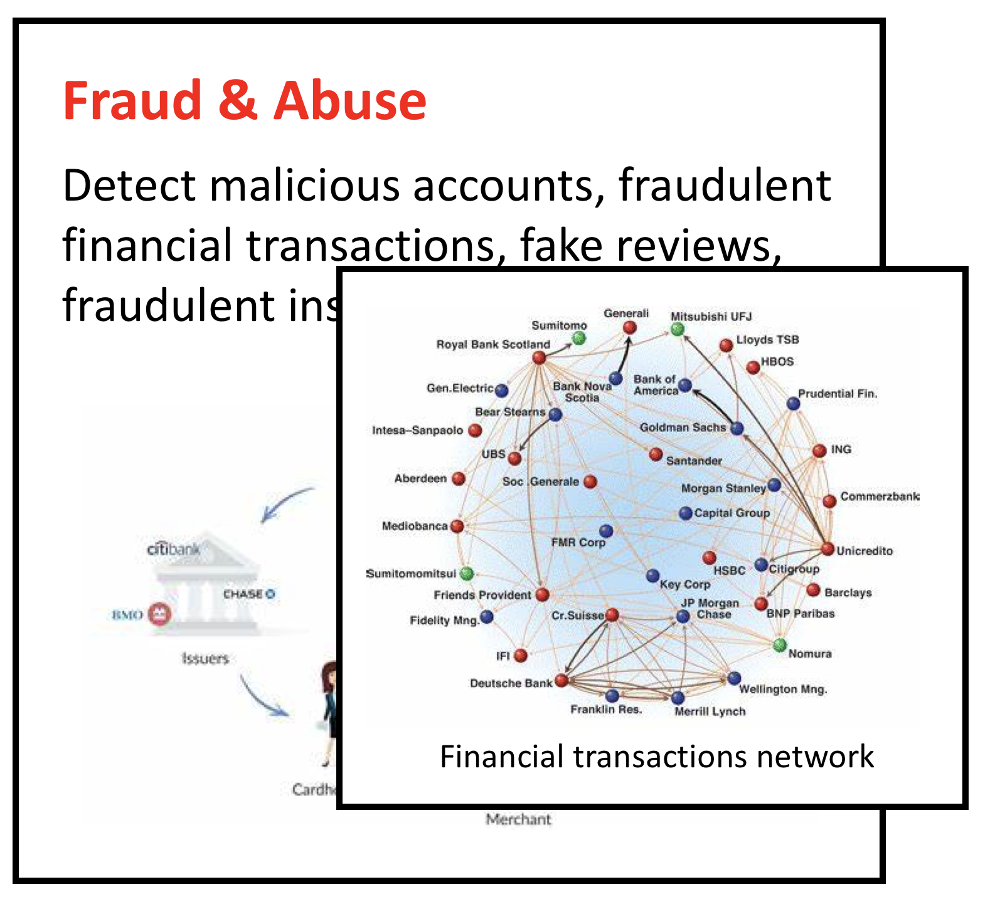 Fraud & Abuse
Detect malicious accounts, fraudulent
financial transactions, fake reviews,
fraudulent ins
citibank
CHASE
BMO
Issuers
Cardh
Merchant
Generali
Mitsubishi UFJ
Sumitomo
Lloyds TSB
Royal Bank Scotland
HBOS
Gen.Electric
Bank Nova
Scotia
Bank of
America
Prudential Fin.
Bear Stearns
Intesa–Sanpaolo
Goldman Sachs
UBS
Santander
ING
Aberdeen
Soc .Generale
Morgan Stanley
Commerzbank
Capital Group
Mediobanca
FMR Corp
Unicredito
HSBC
Citigroup
Sumitomomitsui
Key Corp
Barclays
Friends Provident
JP Morgan
Chase
BNP Paribas
Cr.Suisse
Fidelity Mng.
IFI
Nomura
Deutsche Bank
Wellington Mng.
Franklin Res.
Merrill Lynch
Financial transactions network